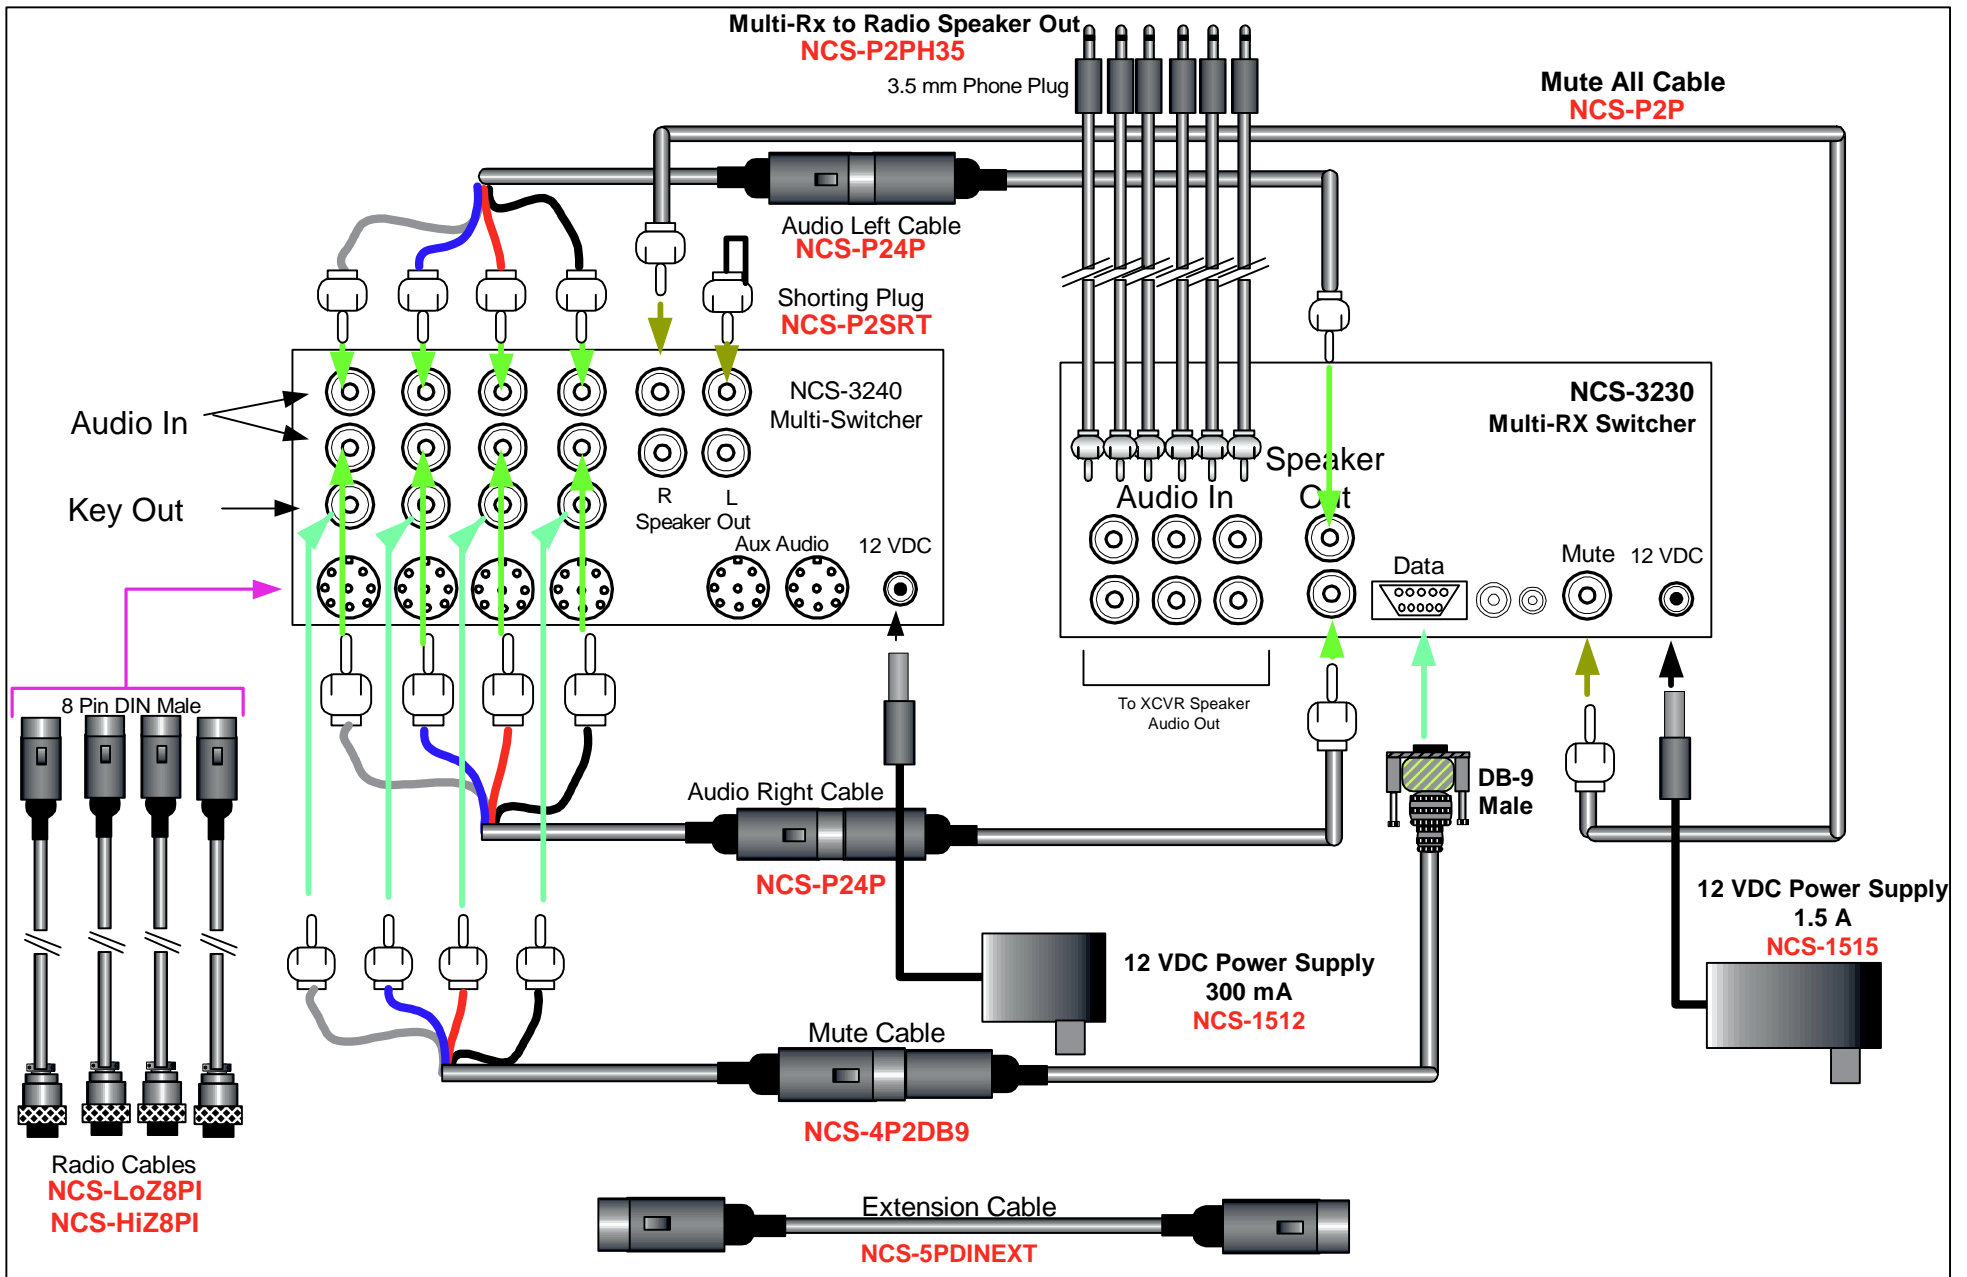 Multi-Rx to Radio Speaker Out
NCS-P2PH35
3.5 mm Phone Plug
Mute All Cable
NCS-P2P
Audio Left Cable
NCS-P24P
Shorting Plug
NCS-P2SRT
Audio In
Key Out
NCS-3240
Multi-Switcher
R
L
Speaker Out
Aux Audio
12 VDC
NCS-3230
Multi-RX Switcher
Audio In
Speaker
Out
Data
Mute
12 VDC
To XCVR Speaker
Audio Out
8 Pin DIN Male
Audio Right Cable
NCS-P24P
DB-9
Male
12 VDC Power Supply
300 mA
NCS-1512
12 VDC Power Supply
1.5 A
NCS-1515
Mute Cable
NCS-4P2DB9
Radio Cables
NCS-LoZ8PI
NCS-HiZ8PI
Extension Cable
NCS-5PDINEXT